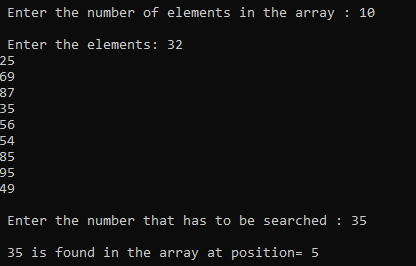 Enter the number of elements in the array : 10
Enter the elements: 32
25
69
87
35
56
54
85
95
49
Enter the number that has to be searched : 35
35 is found in the array at position= 5